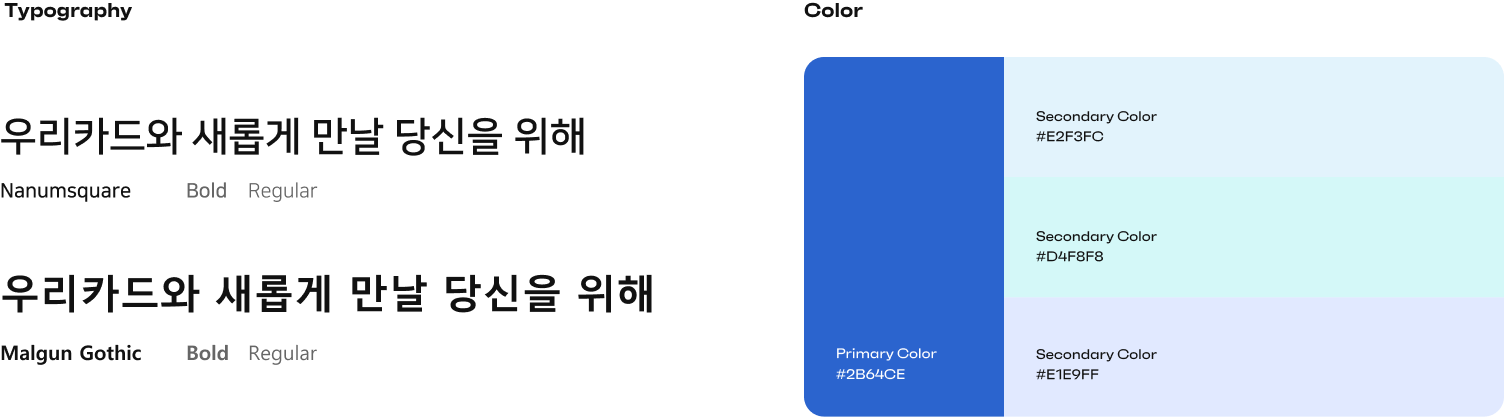 Typography
우리카드와 새롭게 만날 당신을 위해
Nanumsquare Bold Regular
우리카드와 새롭게 만날 당신을 위해
Malgun Gothic Bold Regular
Color
Primary Color
#2B64CE
Secondary Color
#E2F3FC
Secondary Color
#D4F8F8
Secondary Color
#E1E9FF